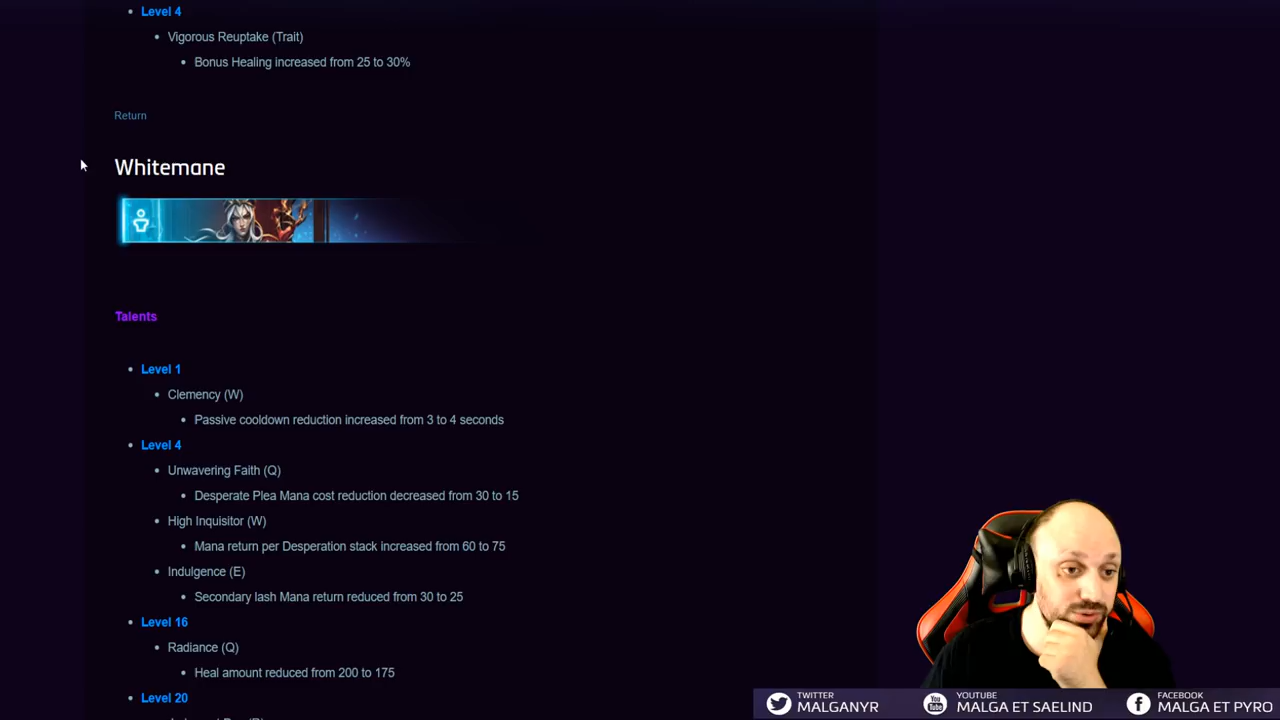 Level 4
Vigorous Reuptake (Trait)
Bonus Healing increased from 25 to 30%
Return
Whitemane
Talents
Level 1
Clemency (W)
Passive cooldown reduction increased from 3 to 4 seconds
Level 4
Unwavering Faith (Q)
Desperate Plea Mana cost reduction decreased from 30 to 15
High Inquisitor (W)
Mana return per Desperation stack increased from 60 to 75
Indulgence (E)
Secondary lash Mana return reduced from 30 to 25
Level 16
Radiance (Q)
Heal amount reduced from 200 to 175
Level 20
TWITTER
MALGANYR
YOUTUBE
MALGA ET SAELIND
FACEBOOK
MALGA ET PYRO